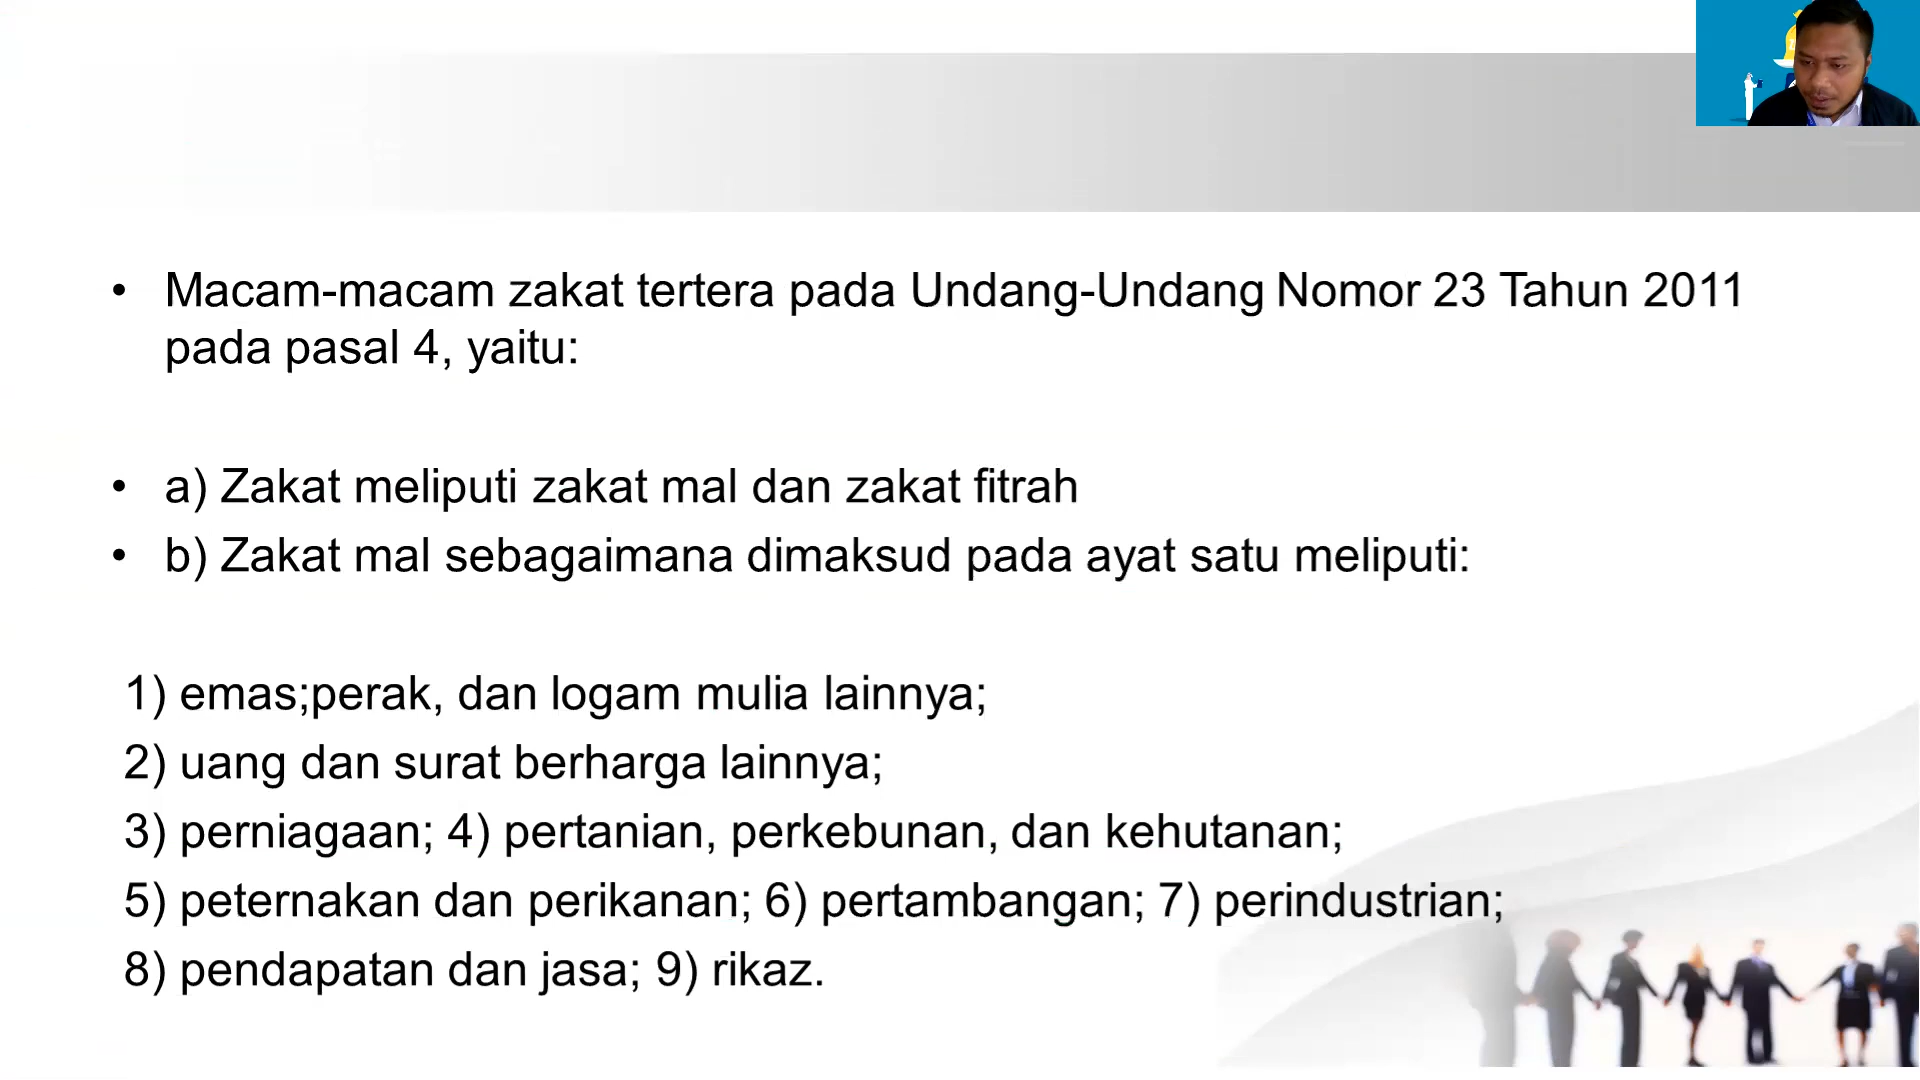 • Macam-macam zakat tertera pada Undang-Undang Nomor 23 Tahun 2011
pada pasal 4, yaitu:
• a) Zakat meliputi zakat mal dan zakat fitrah
• b) Zakat mal sebagaimana dimaksud pada ayat satu meliputi:
1) emas;perak, dan logam mulia lainnya;
2) uang dan surat berharga lainnya;
3) perniagaan; 4) pertanian, perkebunan, dan kehutanan;
5) peternakan dan perikanan; 6) pertambangan; 7) perindustrian;
8) pendapatan dan jasa; 9) rikaz.